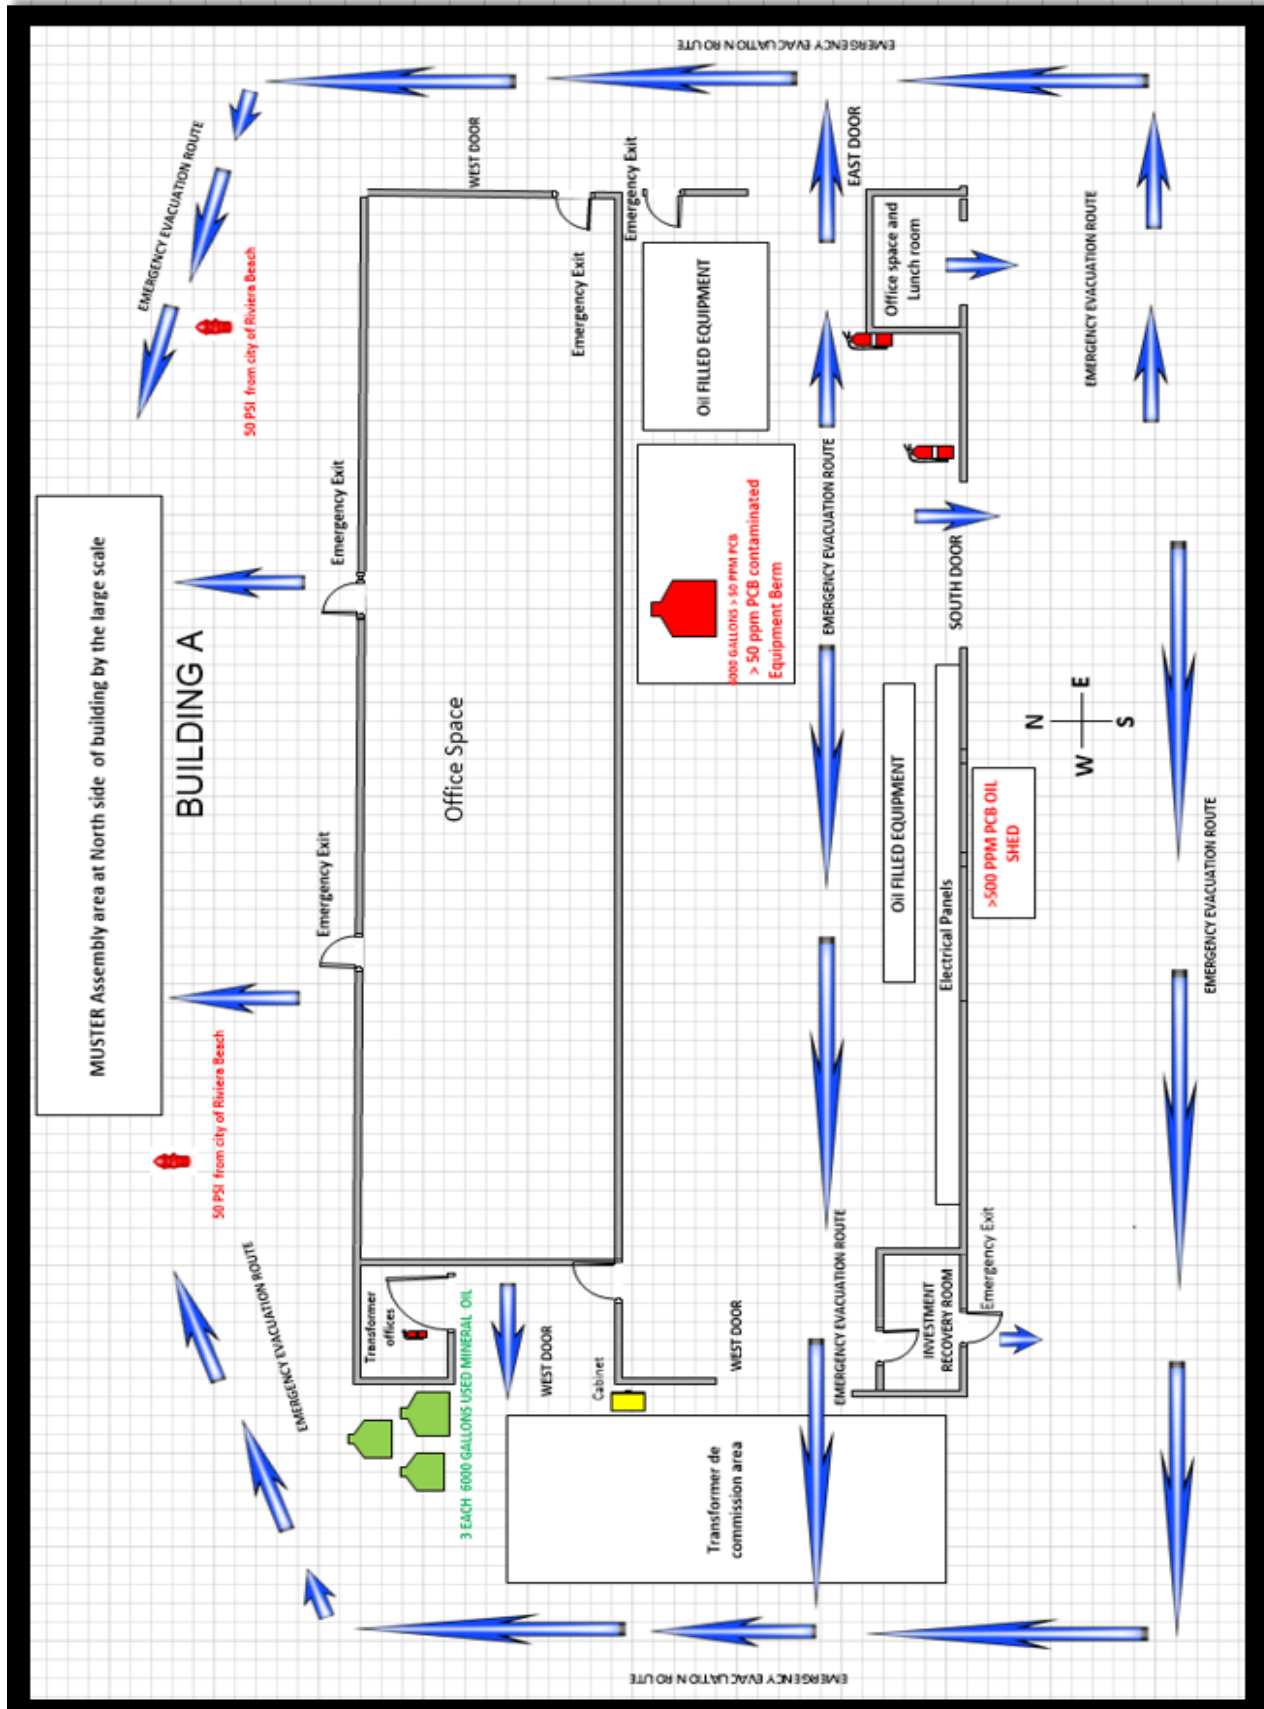 EMERGENCY EVACUATION ROUTE
EMERGENCY EVACUATION ROUTE
50 PSI from city of Riviera Beach
WEST DOOR
Emergency Exit
Emergency Exit
EAST DOOR
Office space and
Lunch room
EMERGENCY EVACUATION ROUTE
Oil FILLED EQUIPMENT
MUSTER Assembly area at North side of building by the large scale
BUILDING A
Emergency Exit
Emergency Exit
Office Space
6000 GALLONS > 50 PPM PCB
> 50 ppm PCB contaminated
Equipment Berm
EMERGENCY EVACUATION ROUTE
SOUTH DOOR
N
E
S
W
Oil FILLED EQUIPMENT
Electrical Panels
>500 PPM PCB OIL
SHED
EMERGENCY EVACUATION ROUTE
50 PSI from city of Riviera Beach
EMERGENCY EVACUATION ROUTE
Transformer
offices
3 EACH 6000 GALLONS USED MINERAL OIL
WEST DOOR
Cabinet
WEST DOOR
EMERGENCY EVACUATION ROUTE
INVESTMENT
RECOVERY ROOM
Emergency Exit
Transformer de
commission area
EMERGENCY EVACUATION ROUTE